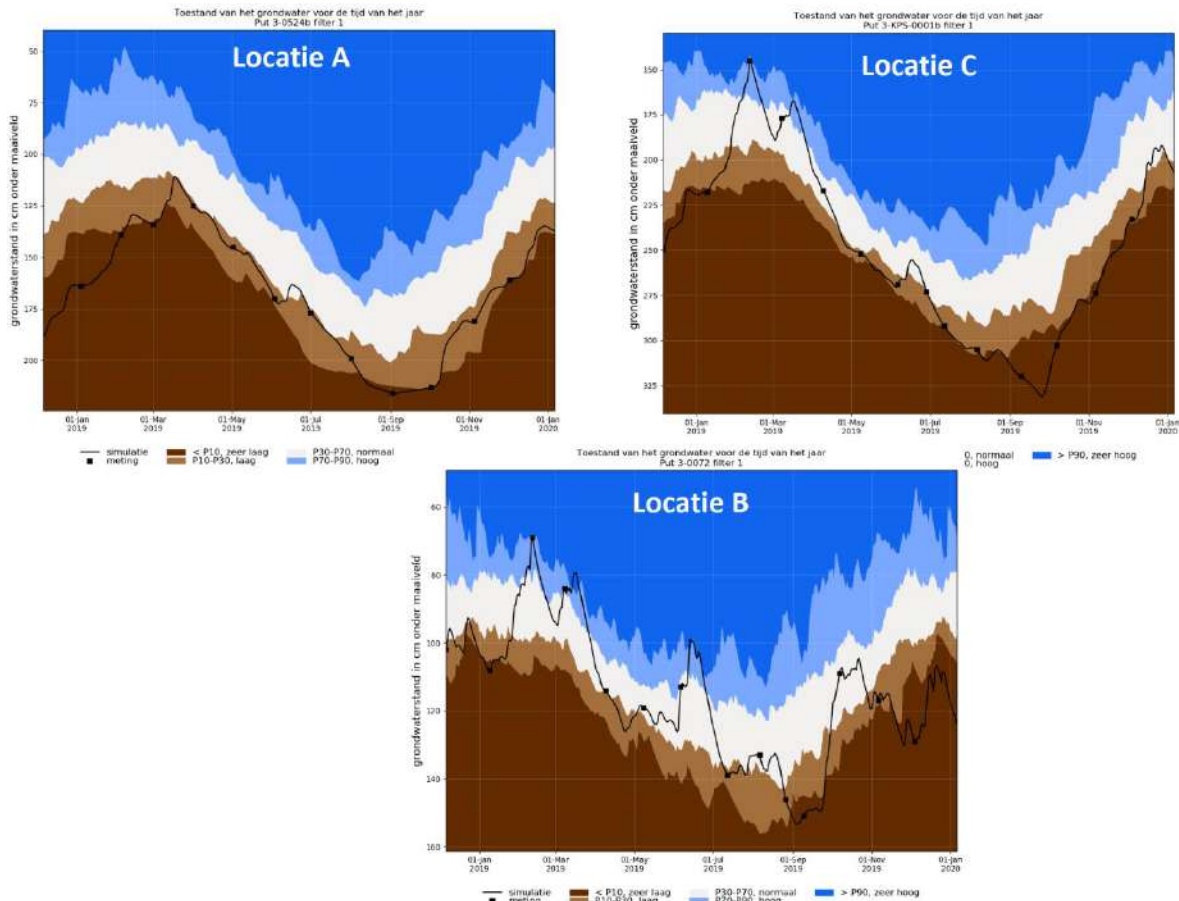 Toestand van het grondwater voor de tijd van het jaar
Put 3-0524b filter 1
Locatie A
grondwaterstand in cm onder maaiveld
50
75
100
125
150
175
200
01-Jan 2019
01-Mar 2019
01-May 2019
01-Jul 2019
01-Sep 2019
01-Nov 2019
01-Jan 2020
simulatie
meting
< P10, zeer laag
P10-P30, laag
P30-P70, normaal
P70-P90, hoog
Toestand van het grondwater voor de tijd van het jaar
Put 3-KPS-0001b filter 1
Locatie C
grondwaterstand in cm onder maaiveld
150
175
200
225
250
275
300
325
01-Jan 2019
01-Mar 2019
01-May 2019
01-Jul 2019
01-Sep 2019
01-Nov 2019
01-Jan 2020
0, normaal
0, hoog
> P90, zeer hoog
Toestand van het grondwater voor de tijd van het jaar
Put 3-0072 filter 1
Locatie B
grondwaterstand in cm onder maaiveld
60
80
100
120
140
160
01-Jan 2019
01-Mar 2019
01-May 2019
01-Jul 2019
01-Sep 2019
01-Nov 2019
01-Jan 2020
simulatie
meting
< P10, zeer laag
P10-P30, laag
P30-P70, normaal
P70-P90, hoog
> P90, zeer hoog